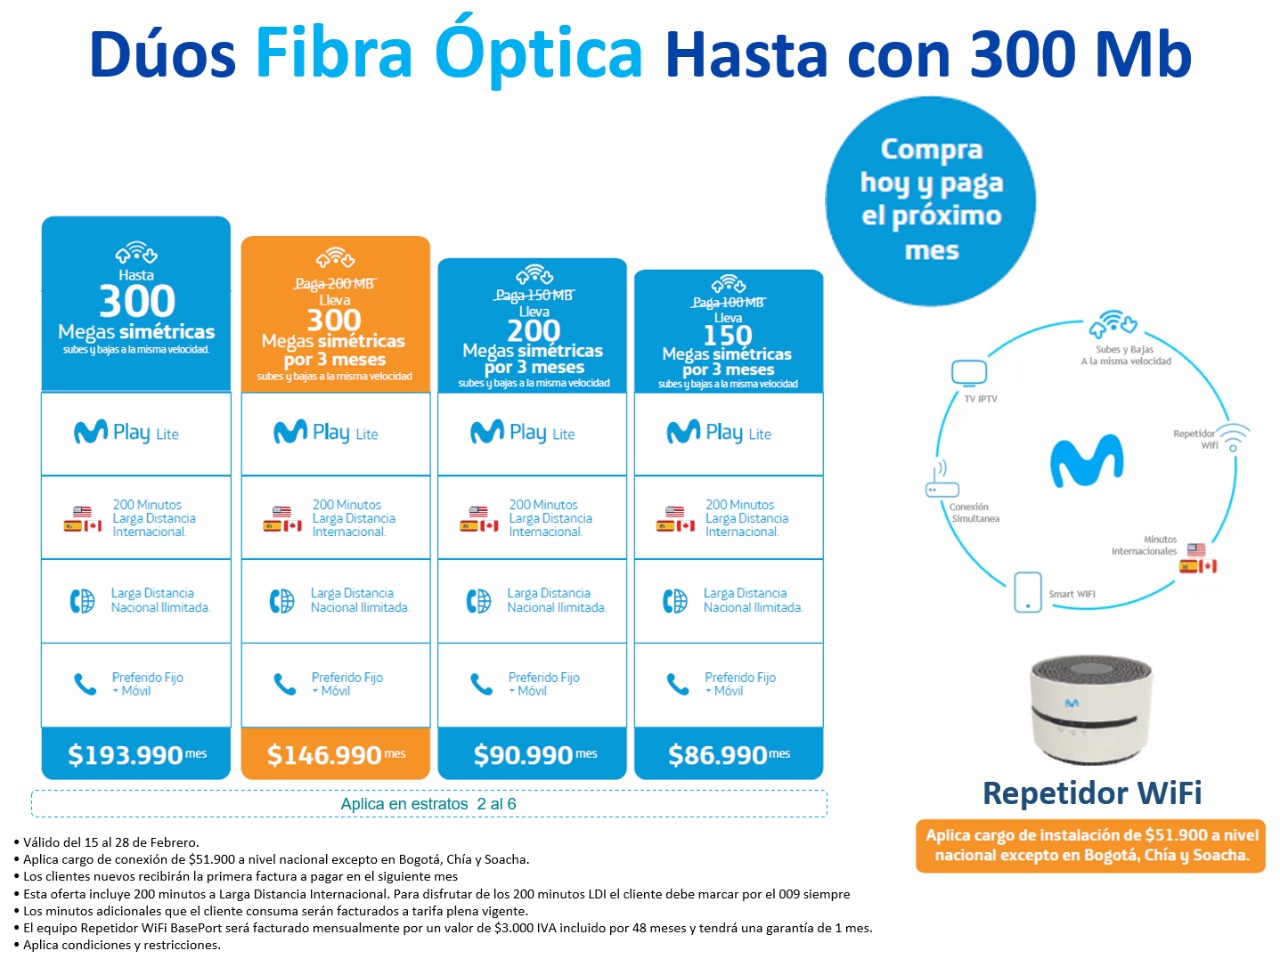 Dúos Fibra Óptica Hasta con 300 Mb
Compra
hoy y paga
el próximo
mes
Hasta
300
Megas simétricas
subes y bajas a la misma velocidad.
Play Lite
200 Minutos
Larga Distancia
Internacional.
Larga Distancia
Nacional Ilimitada.
Preferido Fijo
+ Móvil
$193.990 mes
Paga 200 MB
Lleva
300
Megas simétricas
por 3 meses
subes y bajas a la misma velocidad
Play Lite
200 Minutos
Larga Distancia
Internacional.
Larga Distancia
Nacional Ilimitada.
Preferido Fijo
+ Móvil
$146.990 mes
Paga 150 MB
Lleva
200
Megas simétricas
por 3 meses
subes y bajas a la misma velocidad
Play Lite
200 Minutos
Larga Distancia
Internacional.
Larga Distancia
Nacional Ilimitada.
Preferido Fijo
+ Móvil
$90.990 mes
Paga 100 MB
Lleva
150
Megas simétricas
por 3 meses
subes y bajas a la misma velocidad
Play Lite
200 Minutos
Larga Distancia
Internacional.
Larga Distancia
Nacional Ilimitada.
Preferido Fijo
+ Móvil
$86.990 mes
Aplica en estratos 2 al 6
Subes y Bajas
A la misma velocidad
TV IPTV
Repetidor
Wifi
Conexión
Simultanea
Minutos
Internacionales
Smart WIFI
Repetidor WiFi
Aplica cargo de instalación de $51.900 a nivel
nacional excepto en Bogotá, Chía y Soacha.
• Válido del 15 al 28 de Febrero.
• Aplica cargo de conexión de $51.900 a nivel nacional excepto en Bogotá, Chía y Soacha.
• Los clientes nuevos recibirán la primera factura a pagar en el siguiente mes
• Esta oferta incluye 200 minutos a Larga Distancia Internacional. Para disfrutar de los 200 minutos LDI el cliente debe marcar por el 009 siempre
• Los minutos adicionales que el cliente consuma serán facturados a tarifa plena vigente.
• El equipo Repetidor WiFi BasePort será facturado mensualmente por un valor de $3.000 IVA incluido por 48 meses y tendrá una garantía de 1 mes.
• Aplica condiciones y restricciones.